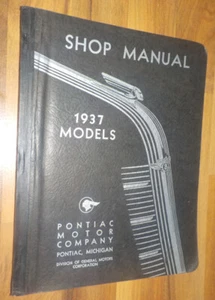 SHOP MANUAL
1937
MODELS
PONTIAC
MOTOR
COMPANY
PONTIAC, MICHIGAN
DIVISION OF GENERAL MOTORS
CORPORATION